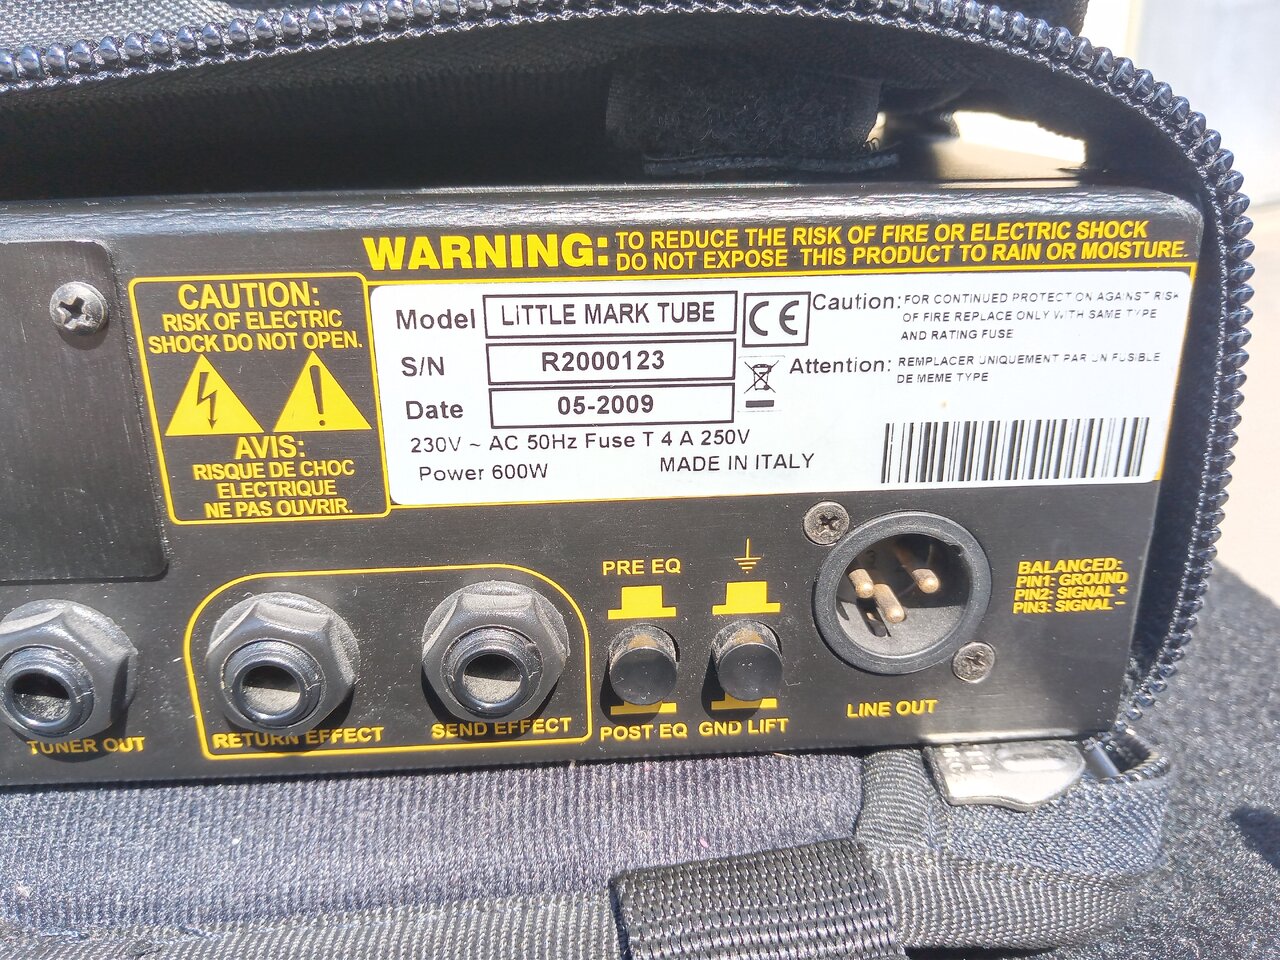 WARNING: TO REDUCE THE RISK OF FIRE OR ELECTRIC SHOCK
DO NOT EXPOSE THIS PRODUCT TO RAIN OR MOISTURE.
CAUTION:
RISK OF ELECTRIC
SHOCK DO NOT OPEN.
AVIS:
RISQUE DE CHOC
ELECTRIQUE
NE PAS OUVRIR.
Model LITTLE MARK TUBE
S/N R2000123
Date 05-2009
230V ~ AC 50Hz Fuse T 4 A 250V
Power 600W MADE IN ITALY
CE
Caution: FOR CONTINUED PROTECTION AGAINST RISK
OF FIRE REPLACE ONLY WITH SAME TYPE
AND RATING FUSE
Attention: REMPLACER UNIQUEMENT PAR UN FUSIBLE
DE MEME TYPE
TUNER OUT
RETURN EFFECT
SEND EFFECT
PRE EQ
POST EQ
GND LIFT
LINE OUT
BALANCED:
PIN1: GROUND
PIN2: SIGNAL +
PIN3: SIGNAL -